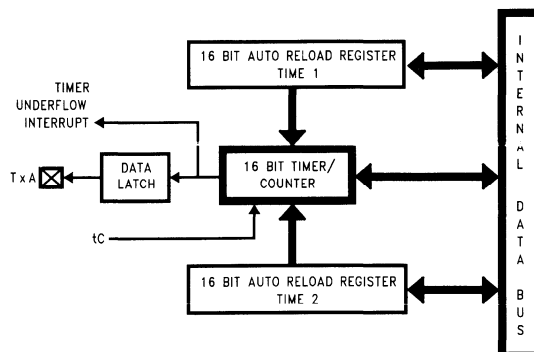 16 BIT AUTO RELOAD REGISTER
TIME 1
TIMER
UNDERFLOW
INTERRUPT
TxA
DATA
LATCH
16 BIT TIMER/
COUNTER
tC
16 BIT AUTO RELOAD REGISTER
TIME 2
INTERNAL DATA BUS